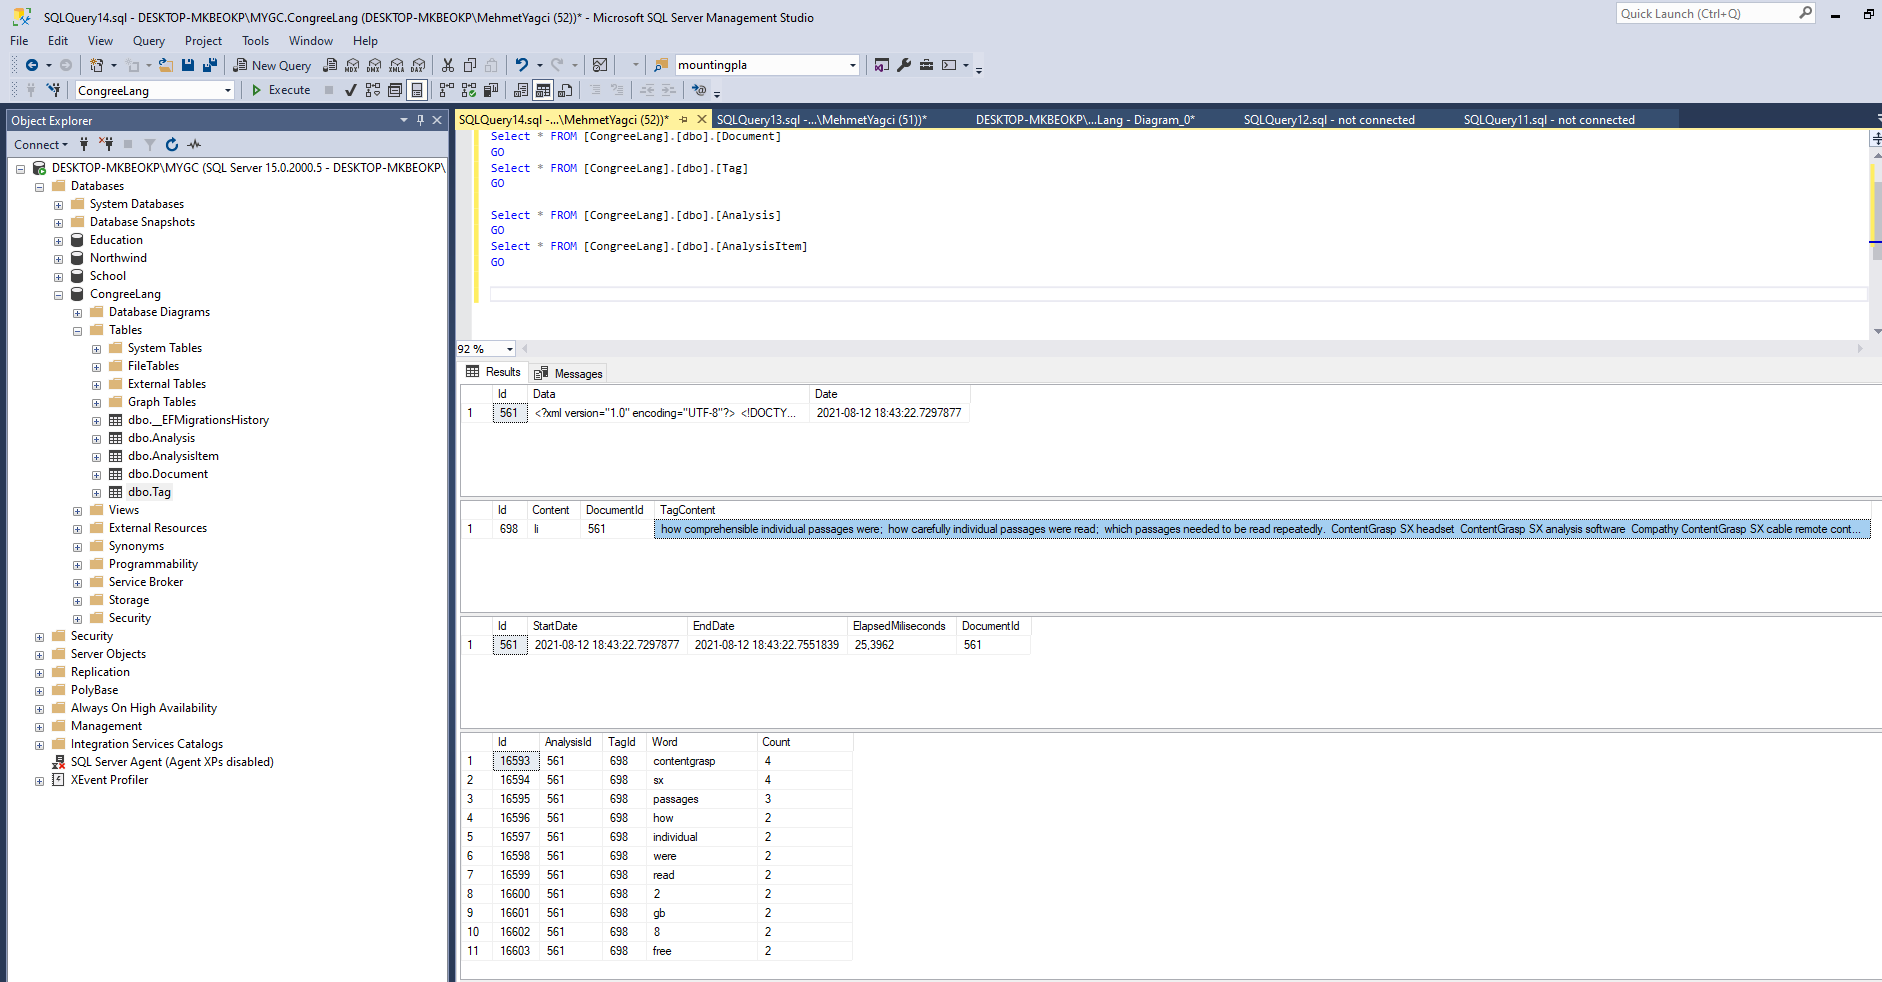 SQLQuery14.sql - DESKTOP-MKBEOKP\MYGC.CongreeLang (DESKTOP-MKBEOKP\MehmetYagci (52))* - Microsoft SQL Server Management Studio
Quick Launch (Ctrl+Q)
File Edit View Query Project Tools Window Help
New Query MDX DMX XMLA DAX mountingpla
CongreeLang Execute
Object Explorer
Connect
DESKTOP-MKBEOKP\MYGC (SQL Server 15.0.2000.5 - DESKTOP-MKBEOKP\
Databases
System Databases
Database Snapshots
Education
Northwind
School
CongreeLang
Database Diagrams
Tables
System Tables
FileTables
External Tables
Graph Tables
dbo.__EFMigrationsHistory
dbo.Analysis
dbo.AnalysisItem
dbo.Document
dbo.Tag
Views
External Resources
Synonyms
Programmability
Service Broker
Storage
Security
Security
Server Objects
Replication
PolyBase
Always On High Availability
Management
Integration Services Catalogs
SQL Server Agent (Agent XPs disabled)
XEvent Profiler
SQLQuery14.sql -...\MehmetYagci (52))* SQLQuery13.sql -...\MehmetYagci (51))* DESKTOP-MKBEOKP\...Lang - Diagram_0* SQLQuery12.sql - not connected SQLQuery11.sql - not connected
Select * FROM [CongreeLang].[dbo].[Document]
GO
Select * FROM [CongreeLang].[dbo].[Tag]
GO
Select * FROM [CongreeLang].[dbo].[Analysis]
GO
Select * FROM [CongreeLang].[dbo].[AnalysisItem]
GO
92 %
Results Messages
Id Data Date
1 561 <?xml version="1.0" encoding="UTF-8"?> <!DOCTY... 2021-08-12 18:43:22.7297877
Id Content DocumentId TagContent
1 698 li 561 how comprehensible individual passages were; how carefully individual passages were read; which passages needed to be read repeatedly. ContentGrasp SX headset ContentGrasp SX analysis software Compathy ContentGrasp SX cable remote cont...
Id StartDate EndDate ElapsedMiliseconds DocumentId
1 561 2021-08-12 18:43:22.7297877 2021-08-12 18:43:22.7551839 25,3962 561
Id AnalysisId TagId Word Count
1 16593 561 698 contentgrasp 4
2 16594 561 698 sx 4
3 16595 561 698 passages 3
4 16596 561 698 how 2
5 16597 561 698 individual 2
6 16598 561 698 were 2
7 16599 561 698 read 2
8 16600 561 698 2 2
9 16601 561 698 gb 2
10 16602 561 698 8 2
11 16603 561 698 free 2